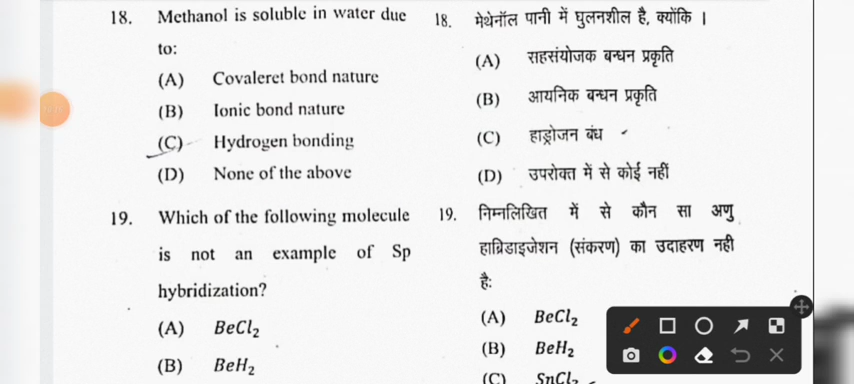 18. Methanol is soluble in water due
to:
(A) Covaleret bond nature
(B) Ionic bond nature
(C) Hydrogen bonding
(D) None of the above
19. Which of the following molecule
is not an example of Sp
hybridization?
(A) BeCl₂
(B) BeH₂
18. मेथेनॉल पानी में घुलनशील है, क्योंकि ।
(A) सहसंयोजक बन्धन प्रकृति
(B) आयनिक बन्धन प्रकृति
(C) हाड्रोजन बंध
(D) उपरोक्त में से कोई नहीं
19. निम्नलिखित में से कौन सा अणु
हाब्रिडाइजेशन (संकरण) का उदाहरण नही
है:
(A) BeCl₂
(B) BeH₂
(C) SnCl₂